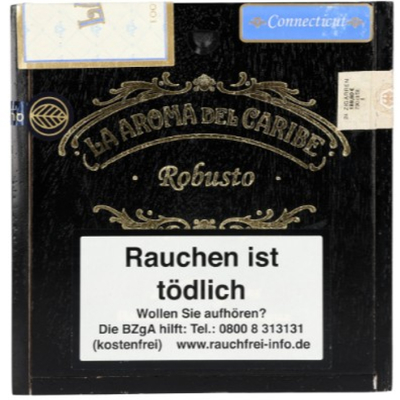 Connecticut
LA AROMA DEL CARIBE
· Robusto ·
Rauchen ist
tödlich
Wollen Sie aufhören?
Die BZgA hilft: Tel.: 0800 8 313131
(kostenfrei) www.rauchfrei-info.de